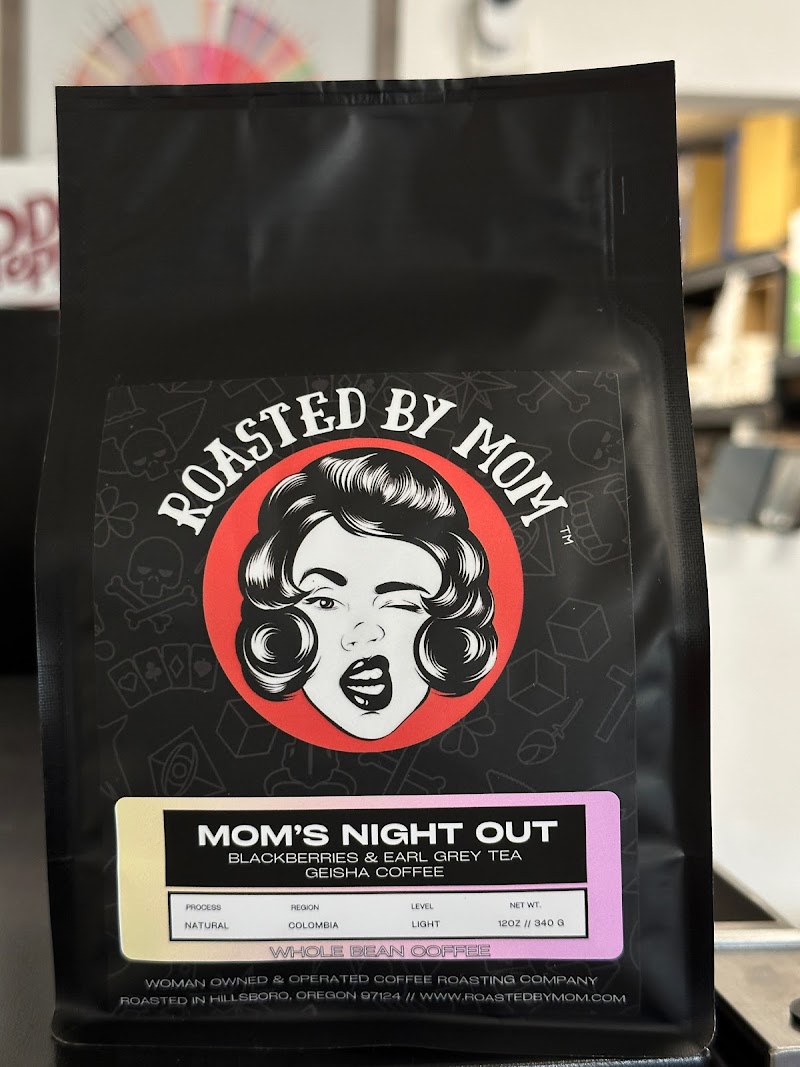 ROASTED BY MOM
TM
MOM'S NIGHT OUT
BLACKBERRIES & EARL GREY TEA
GEISHA COFFEE
PROCESS REGION LEVEL NET WT.
NATURAL COLOMBIA LIGHT 12OZ // 340 G
WHOLE BEAN COFFEE
WOMAN OWNED & OPERATED COFFEE ROASTING COMPANY
ROASTED IN HILLSBORO, OREGON 97124 // WWW.ROASTEDBYMOM.COM